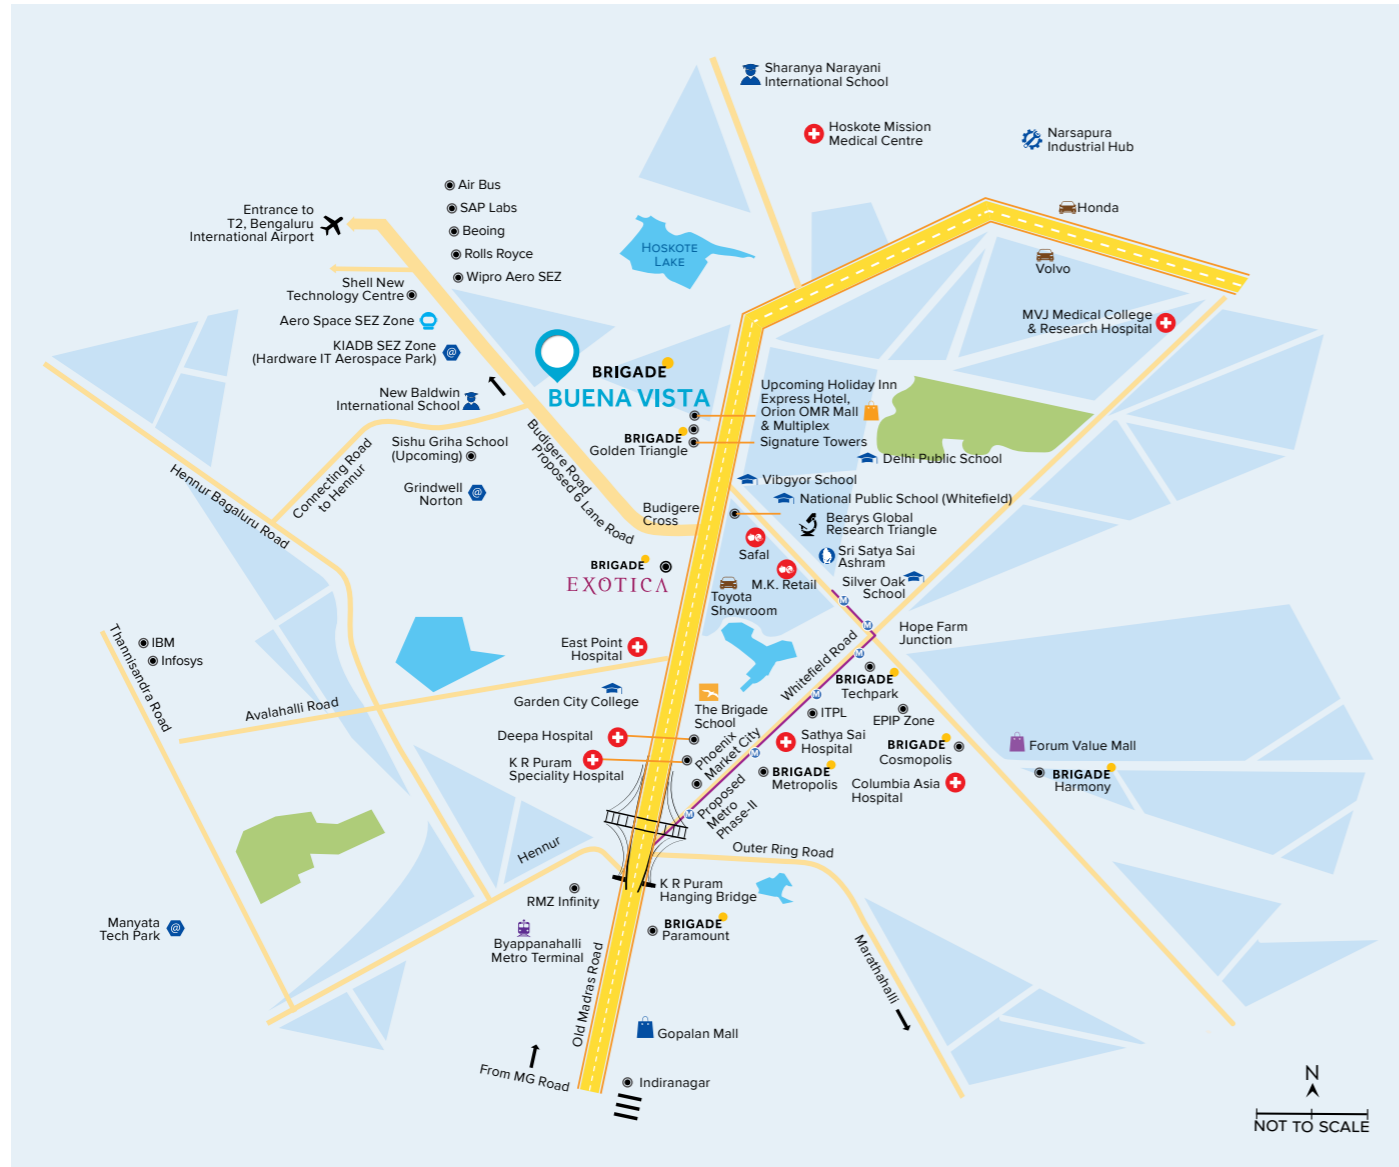 Sharanya Narayani
International School
Hoskote Mission
Medical Centre
Narsapura
Industrial Hub
Air Bus
SAP Labs
Beoing
Rolls Royce
Wipro Aero SEZ
Entrance to
T2, Bengaluru
International Airport
HOSKOTE
LAKE
Honda
Volvo
Shell New
Technology Centre
Aero Space SEZ Zone
KIADB SEZ Zone
(Hardware IT Aerospace Park)
MVJ Medical College
& Research Hospital
BRIGADE
BUENA VISTA
New Baldwin
International School
Upcoming Holiday Inn
Express Hotel,
Orion OMR Mall
& Multiplex
Signature Towers
BRIGADE
Golden Triangle
Sishu Griha School
(Upcoming)
Grindwell
Norton
Budigere Road
Proposed 6 Lane Road
Connecting Road
to Hennur
Hennur Bagaluru Road
Delhi Public School
Vibgyor School
National Public School (Whitefield)
Budigere
Cross
Bearys Global
Research Triangle
Safal
Sri Satya Sai
Ashram
M.K. Retail
Silver Oak
School
BRIGADE
EXOTICA
Toyota
Showroom
M
M
Hope Farm
Junction
IBM
Infosys
Thannisandra Road
East Point
Hospital
Whitefield Road
M
BRIGADE
Techpark
Avalahalli Road
Garden City College
The Brigade
School
M
ITPL
EPIP Zone
Deepa Hospital
Phoenix
Market City
Sathya Sai
Hospital
M
BRIGADE
Cosmopolis
Forum Value Mall
K R Puram
Speciality Hospital
BRIGADE
Metropolis
Columbia Asia
Hospital
BRIGADE
Harmony
Proposed
Metro
Phase-II
M
Hennur
Outer Ring Road
K R Puram
Hanging Bridge
RMZ Infinity
BRIGADE
Paramount
Manyata
Tech Park
Byappanahalli
Metro Terminal
Marathahalli
Old Madras Road
Gopalan Mall
From MG Road
Indiranagar
N
NOT TO SCALE